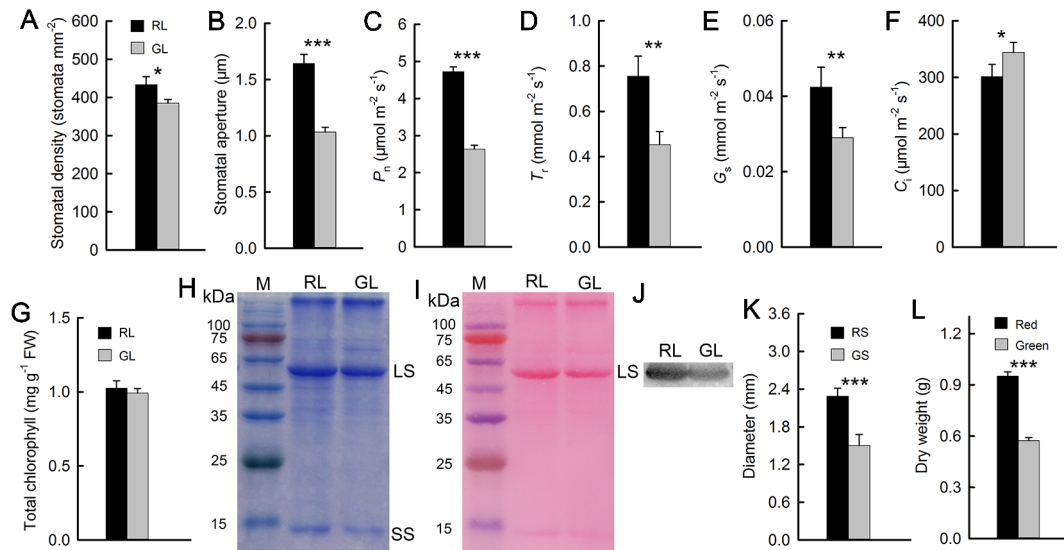 A
Stomatal density (stomata mm⁻²)
600
500
400
300
200
100
0
RL
GL
*
B
Stomatal aperture (μm)
2.0
1.5
1.0
0.5
0.0
***
C
Pn (μmol m⁻² s⁻¹)
6
5
4
3
2
1
0
***
D
Tr (mmol m⁻² s⁻¹)
1.0
0.8
0.6
0.4
0.2
0.0
**
E
Gs (mmol m⁻² s⁻¹)
0.06
0.04
0.02
0.00
**
F
Ci (μmol m⁻² s⁻¹)
400
300
200
100
0
*
G
Total chlorophyll (mg g⁻¹ FW)
1.5
1.0
0.5
0.0
RL
GL
H
kDa M RL GL
100
75
65
45
35
25
15
LS
SS
I
kDa M RL GL
100
75
65
45
35
25
15
J
RL GL
LS
K
Diameter (mm)
3.6
3.0
2.4
1.8
1.2
0.6
0.0
RS
GS
***
L
Dry weight (g)
1.2
0.9
0.6
0.3
0.0
Red
Green
***